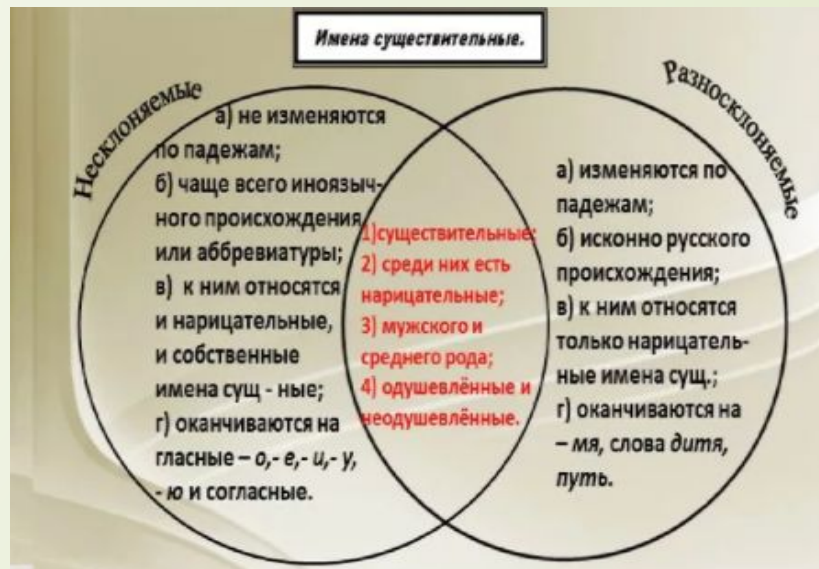 Имена существительные.
Несклоняемые
а) не изменяются
по падежам;
б) чаще всего иноязыч-
ного происхождения
или аббревиатуры;
в) к ним относятся
и нарицательные,
и собственные
имена сущ - ные;
г) оканчиваются на
гласные – о,- е,- и,- у,
- ю и согласные.
1)существительные;
2) среди них есть
нарицательные;
3) мужского и
среднего рода;
4) одушевлённые и
неодушевлённые.
Разносклоняемые
а) изменяются по
падежам;
б) исконно русского
происхождения;
в) к ним относятся
только нарицатель-
ные имена сущ.;
г) оканчиваются на
– мя, слова дитя,
путь.